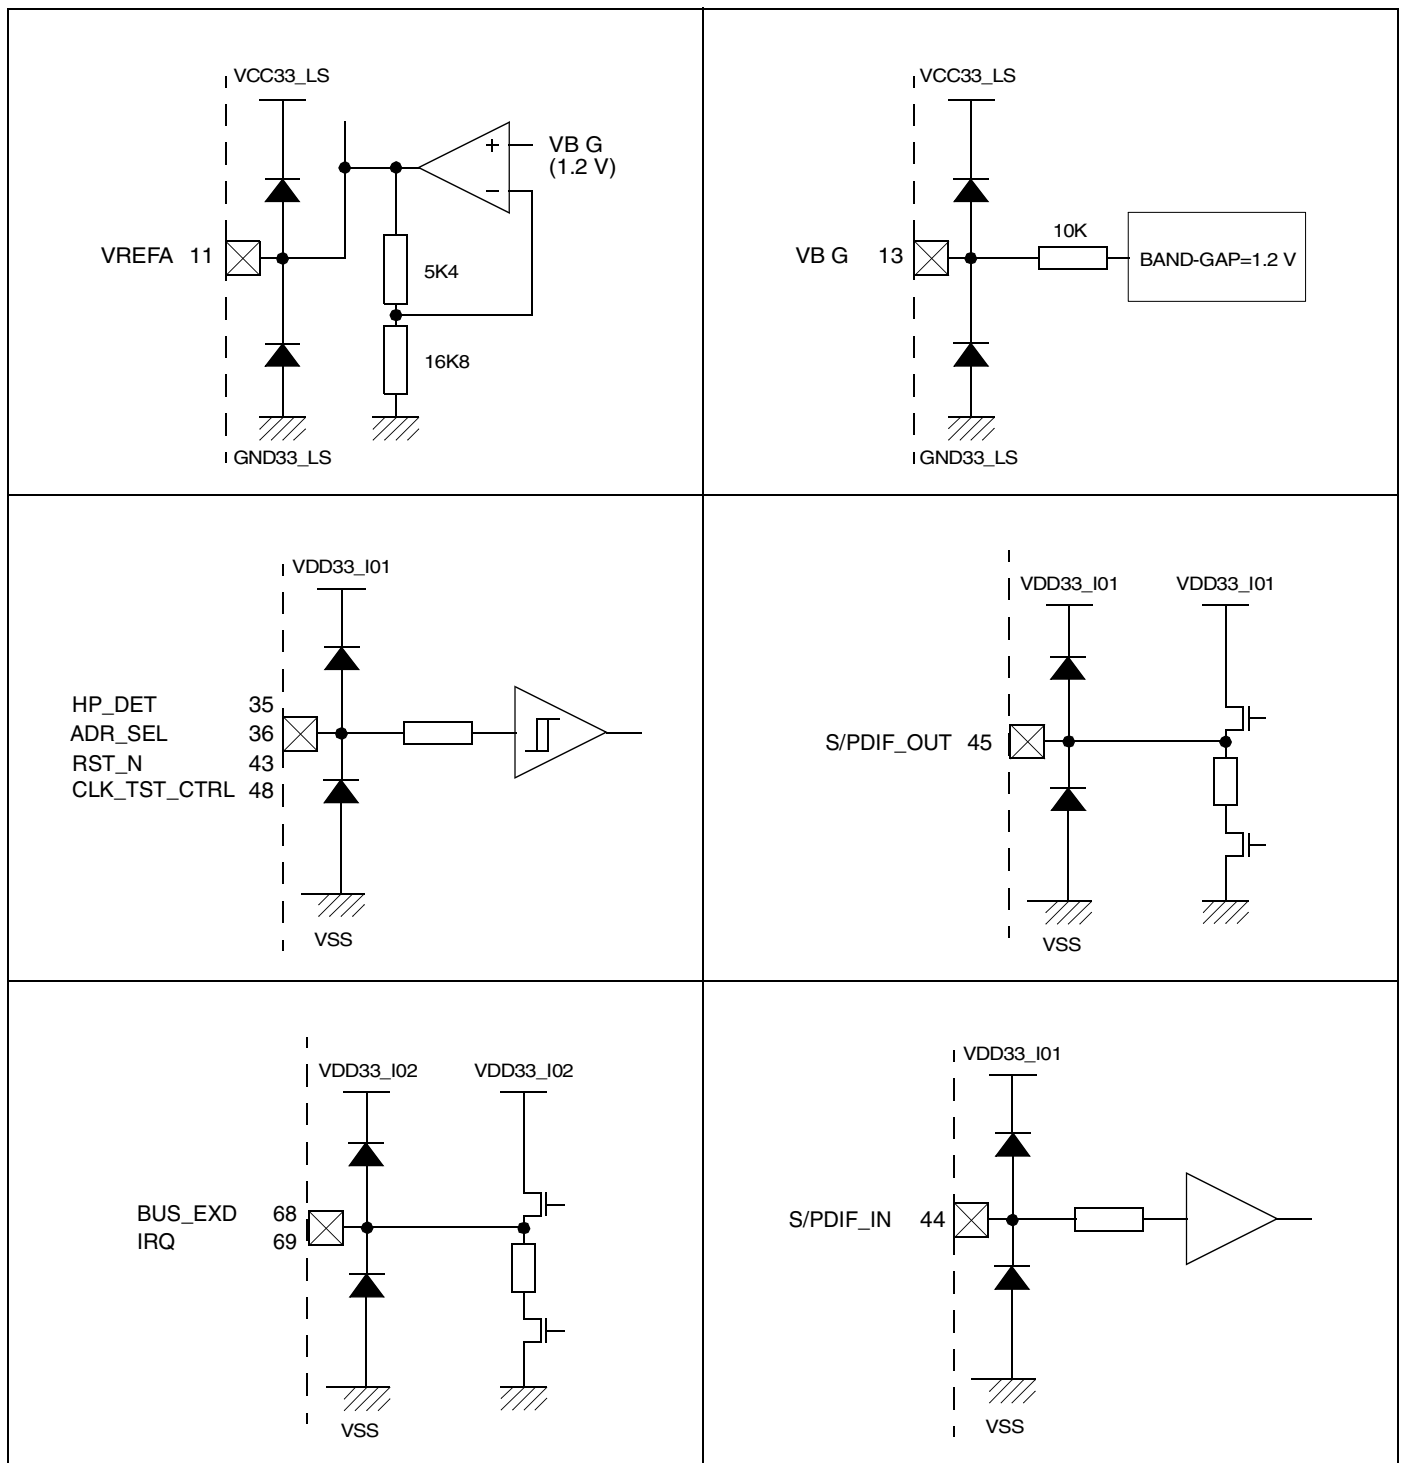 VCC33_LS
VB G
(1.2 V)
+
−
VREFA 11
5K4
16K8
GND33_LS
VCC33_LS
10K
VB G 13
BAND-GAP=1.2 V
GND33_LS
VDD33_I01
HP_DET 35
ADR_SEL 36
RST_N 43
CLK_TST_CTRL 48
VSS
VDD33_I01 VDD33_I01
S/PDIF_OUT 45
VSS
VDD33_I02 VDD33_I02
BUS_EXD 68
IRQ 69
VSS
VDD33_I01
S/PDIF_IN 44
VSS